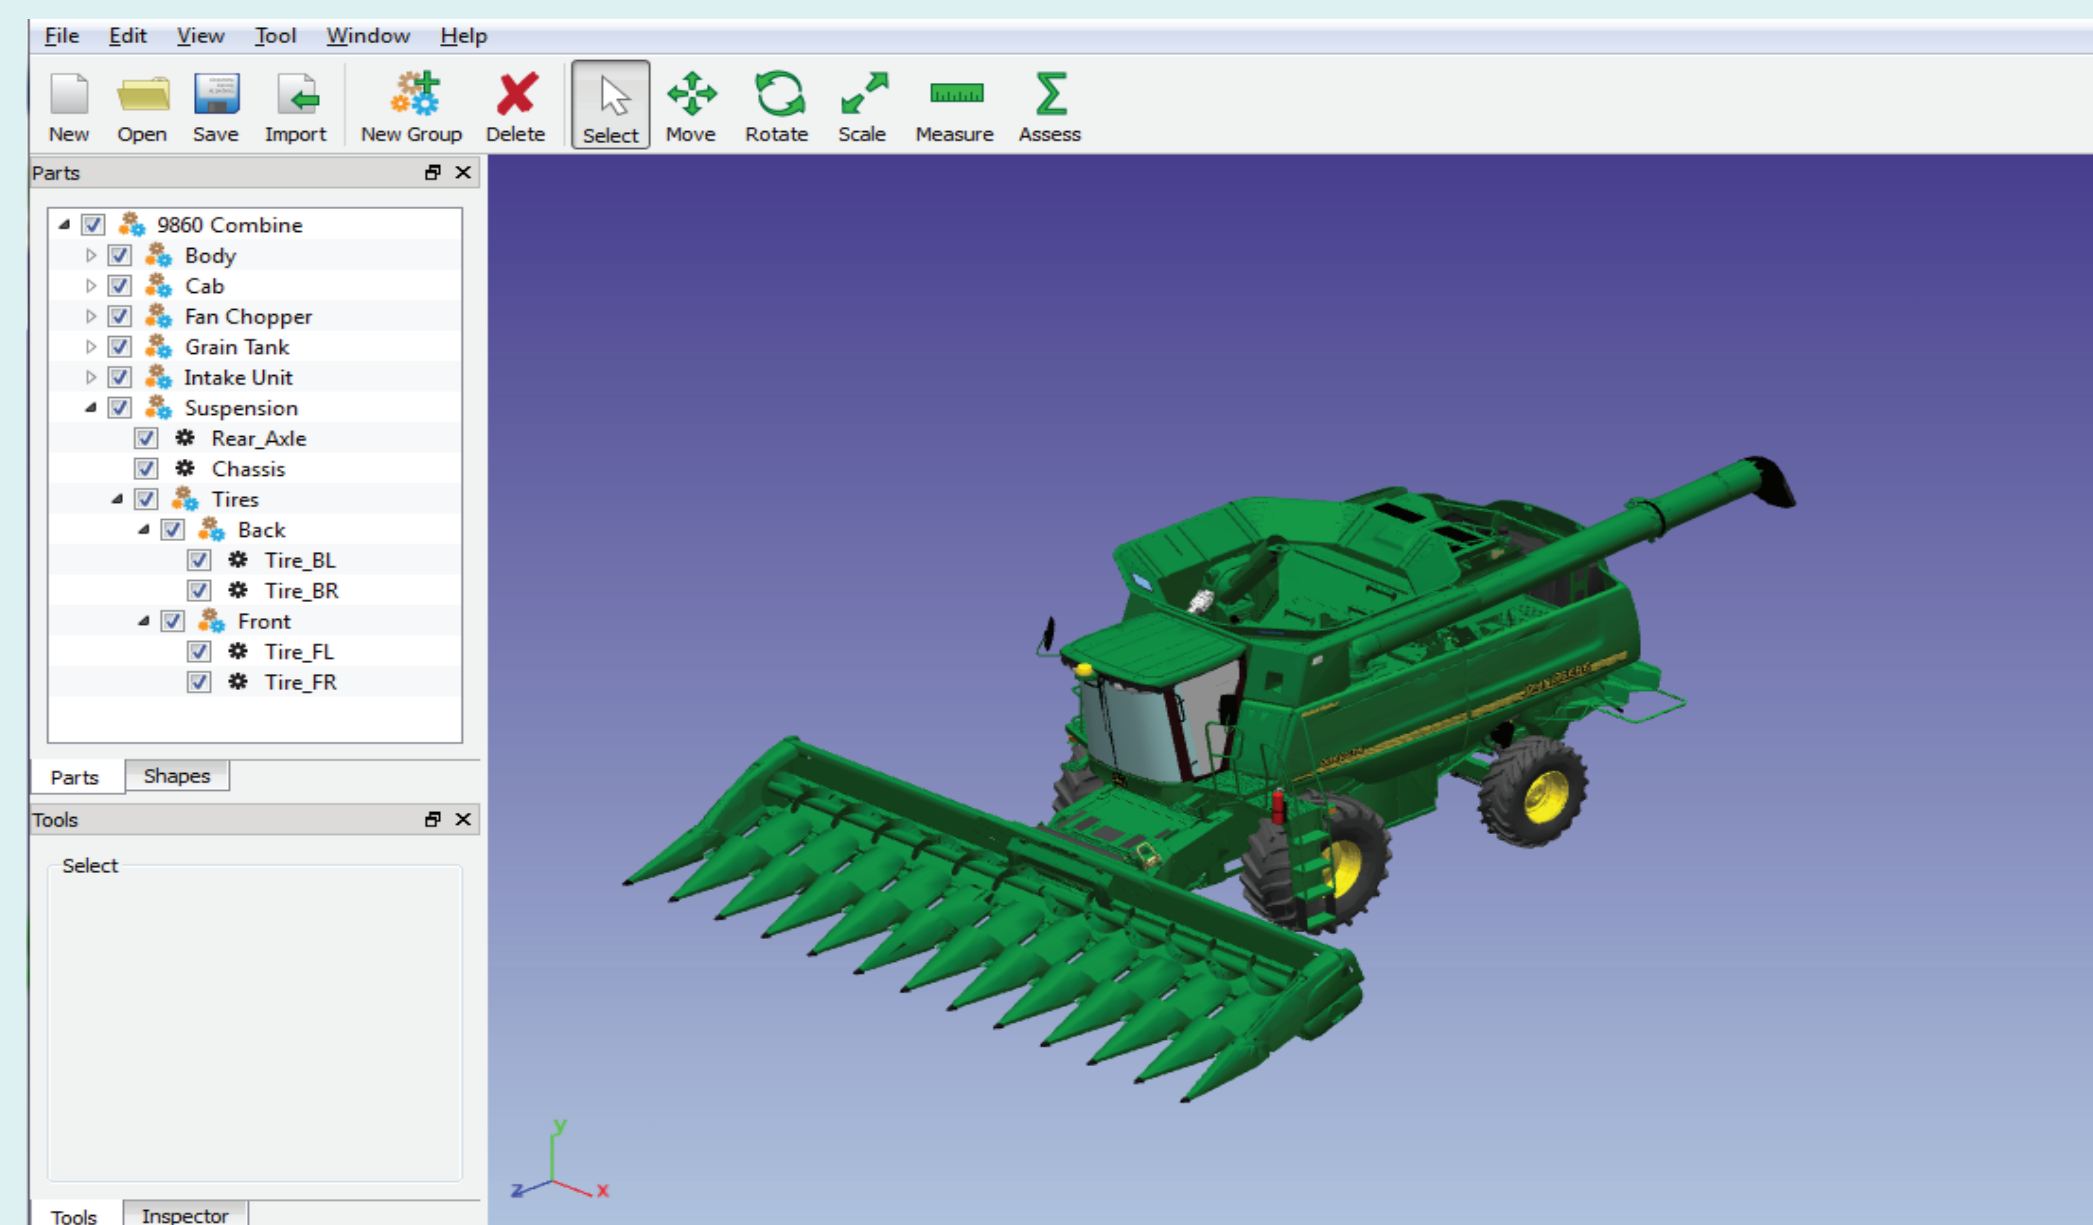 File Edit View Tool Window Help
New Open Save Import New Group Delete Select Move Rotate Scale Measure Assess
Parts
9860 Combine
Body
Cab
Fan Chopper
Grain Tank
Intake Unit
Suspension
Rear_Axle
Chassis
Tires
Back
Tire_BL
Tire_BR
Front
Tire_FL
Tire_FR
Parts Shapes
Tools
Select
y
z x
Tools Inspector